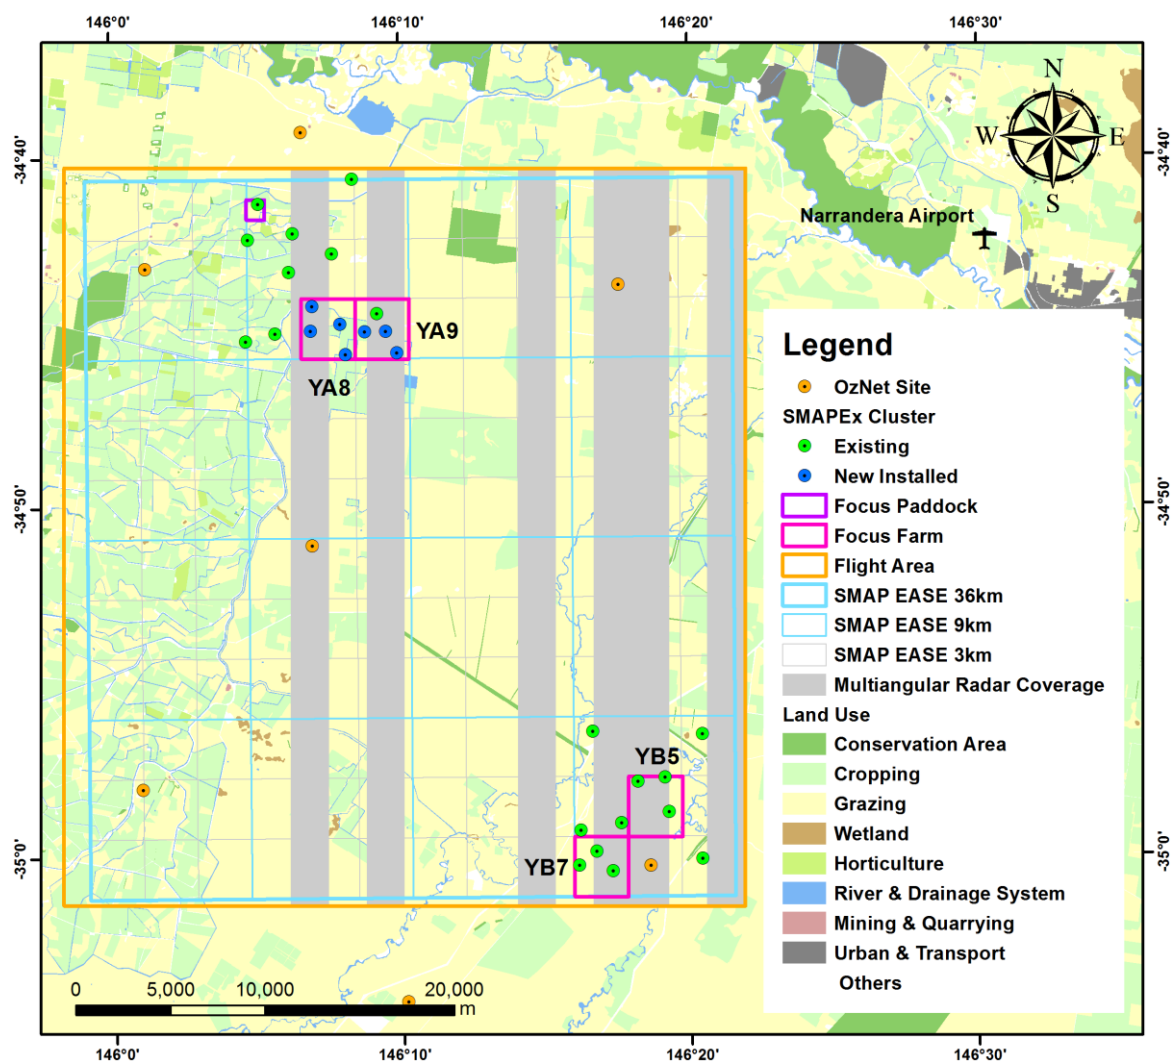 146°0'
146°10'
146°20'
146°30'
N
W
E
S
-34°40'
-34°40'
Narrandera Airport
YA9
YA8
Legend
OzNet Site
SMAPEx Cluster
Existing
New Installed
Focus Paddock
Focus Farm
Flight Area
SMAP EASE 36km
SMAP EASE 9km
SMAP EASE 3km
Multiangular Radar Coverage
Land Use
Conservation Area
Cropping
Grazing
Wetland
Horticulture
River & Drainage System
Mining & Quarrying
Urban & Transport
Others
-34°50'
-34°50'
YB5
YB7
-35°0'
-35°0'
0 5,000 10,000 20,000
m
146°0'
146°10'
146°20'
146°30'